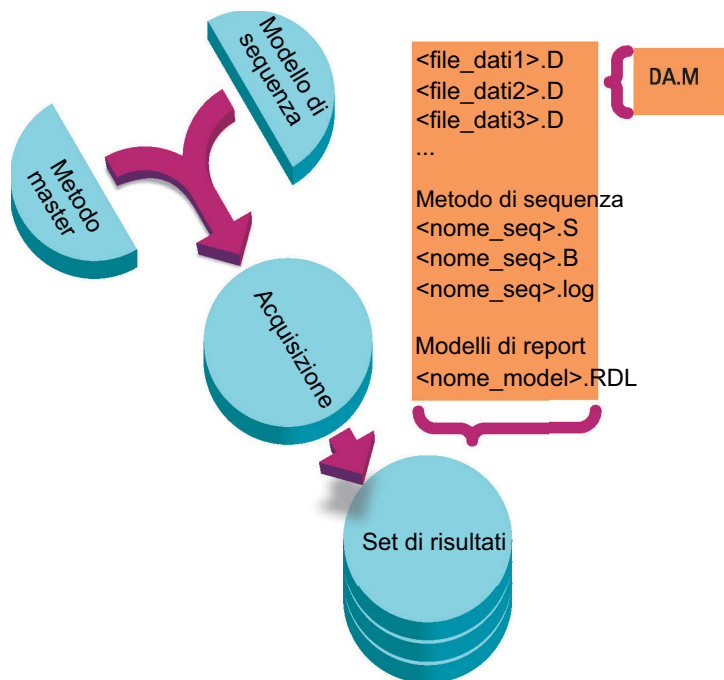 Modello di
sequenza
Metodo
master
Acquisizione
Set di risultati
<file_dati1>.D
<file_dati2>.D
<file_dati3>.D
...
Metodo di sequenza
<nome_seq>.S
<nome_seq>.B
<nome_seq>.log
Modelli di report
<nome_model>.RDL
DA.M